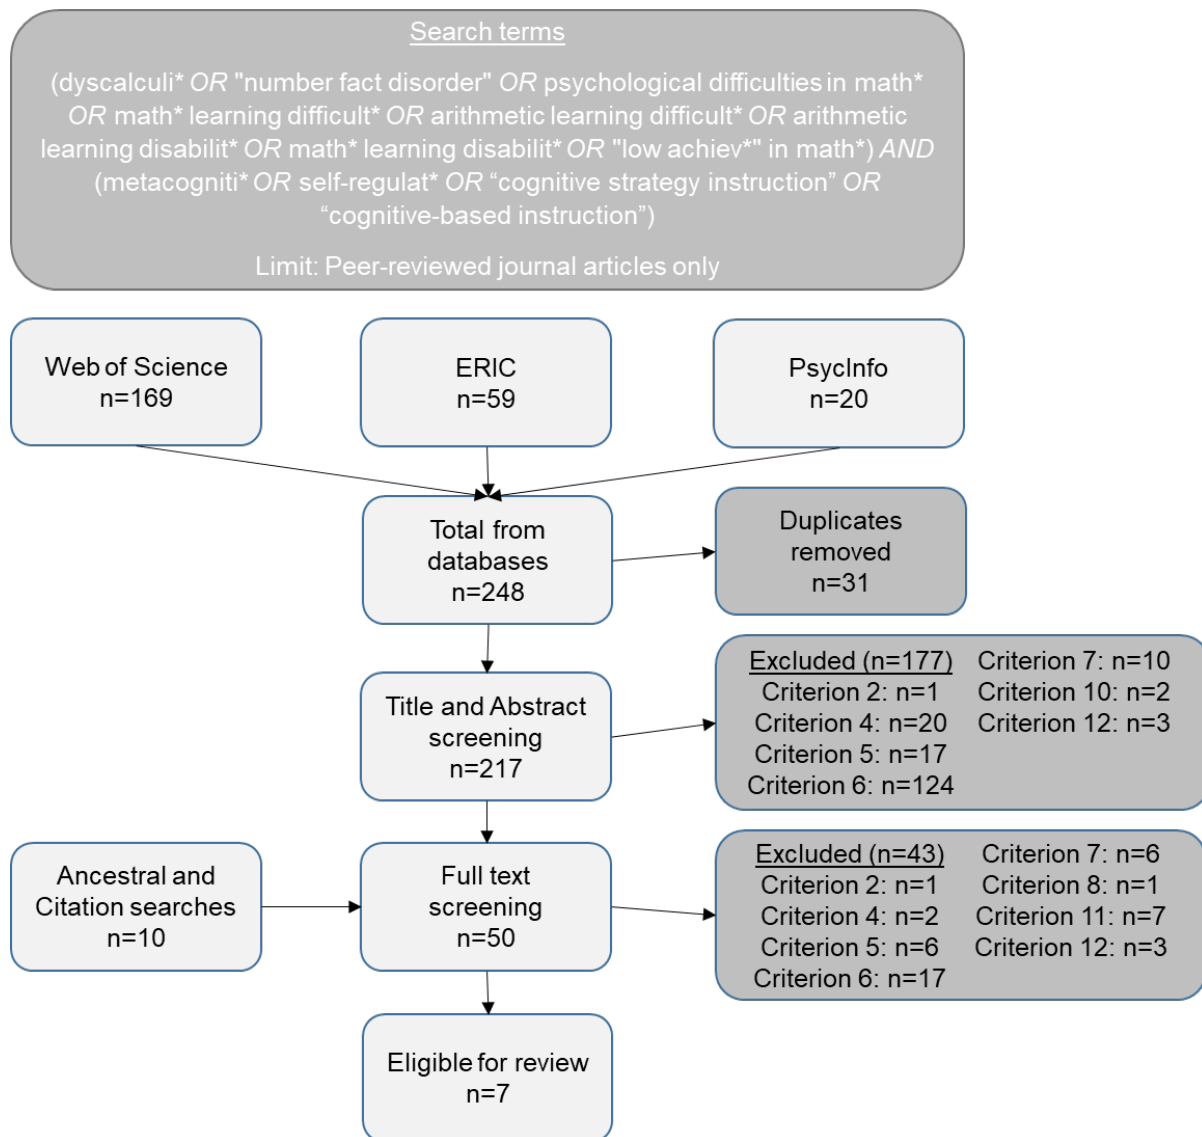 Search terms
(dyscalculi* OR "number fact disorder" OR psychological difficulties in math*
OR math* learning difficult* OR arithmetic learning difficult* OR arithmetic
learning disabilit* OR math* learning disabilit* OR "low achiev*" in math*) AND
(metacogniti* OR self-regulat* OR “cognitive strategy instruction” OR
“cognitive-based instruction”)
Limit: Peer-reviewed journal articles only
Web of Science
n=169
ERIC
n=59
PsycInfo
n=20
Total from
databases
n=248
Duplicates
removed
n=31
Title and Abstract
screening
n=217
Excluded (n=177)
Criterion 2: n=1
Criterion 4: n=20
Criterion 5: n=17
Criterion 6: n=124
Criterion 7: n=10
Criterion 10: n=2
Criterion 12: n=3
Ancestral and
Citation searches
n=10
Full text
screening
n=50
Excluded (n=43)
Criterion 2: n=1
Criterion 4: n=2
Criterion 5: n=6
Criterion 6: n=17
Criterion 7: n=6
Criterion 8: n=1
Criterion 11: n=7
Criterion 12: n=3
Eligible for review
n=7